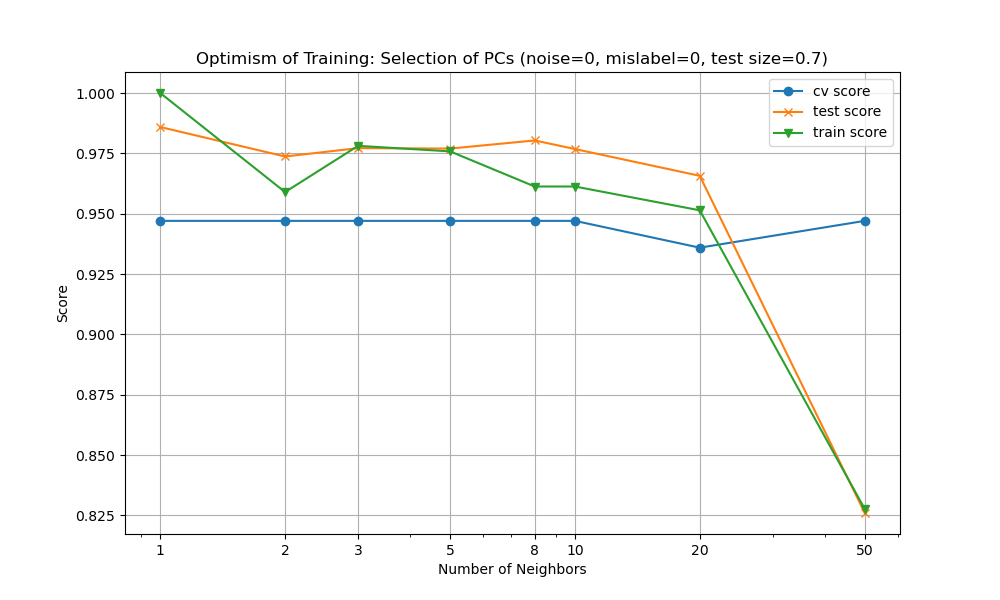 Optimism of Training: Selection of PCs (noise=0, mislabel=0, test size=0.7)
cv score
test score
train score
1.000
0.975
0.950
0.925
0.900
0.875
0.850
0.825
Score
1 2 3 5 8 10 20 50
Number of Neighbors